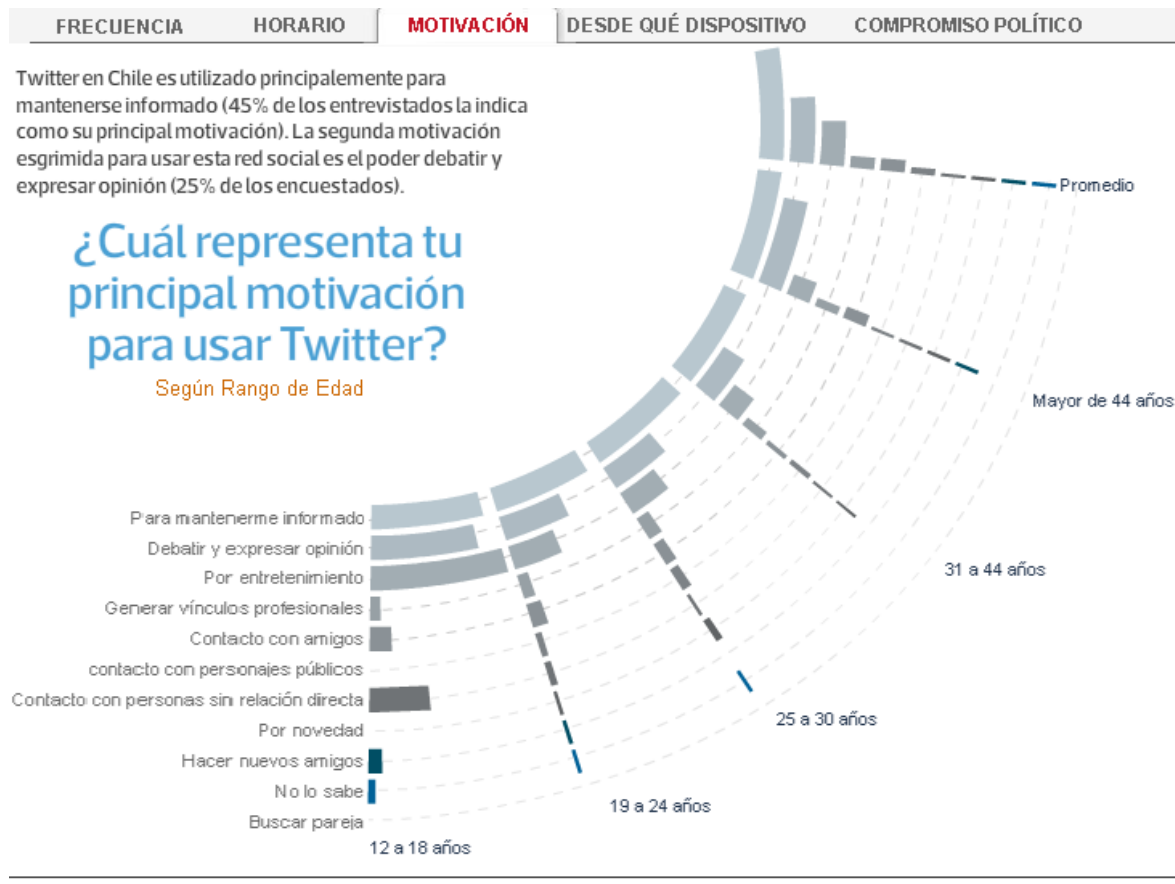 FRECUENCIA
HORARIO
MOTIVACIÓN
DESDE QUÉ DISPOSITIVO
COMPROMISO POLÍTICO
Twitter en Chile es utilizado principalemente para
mantenerse informado (45% de los entrevistados la indica
como su principal motivación). La segunda motivación
esgrimida para usar esta red social es el poder debatir y
expresar opinión (25% de los encuestados).
¿Cuál representa tu
principal motivación
para usar Twitter?
Según Rango de Edad
Promedio
Mayor de 44 años
31 a 44 años
25 a 30 años
19 a 24 años
12 a 18 años
Para mantenerme informado
Debatir y expresar opinión
Por entretenimiento
Generar vínculos profesionales
Contacto con amigos
contacto con personajes públicos
Contacto con personas sin relación directa
Por novedad
Hacer nuevos amigos
No lo sabe
Buscar pareja